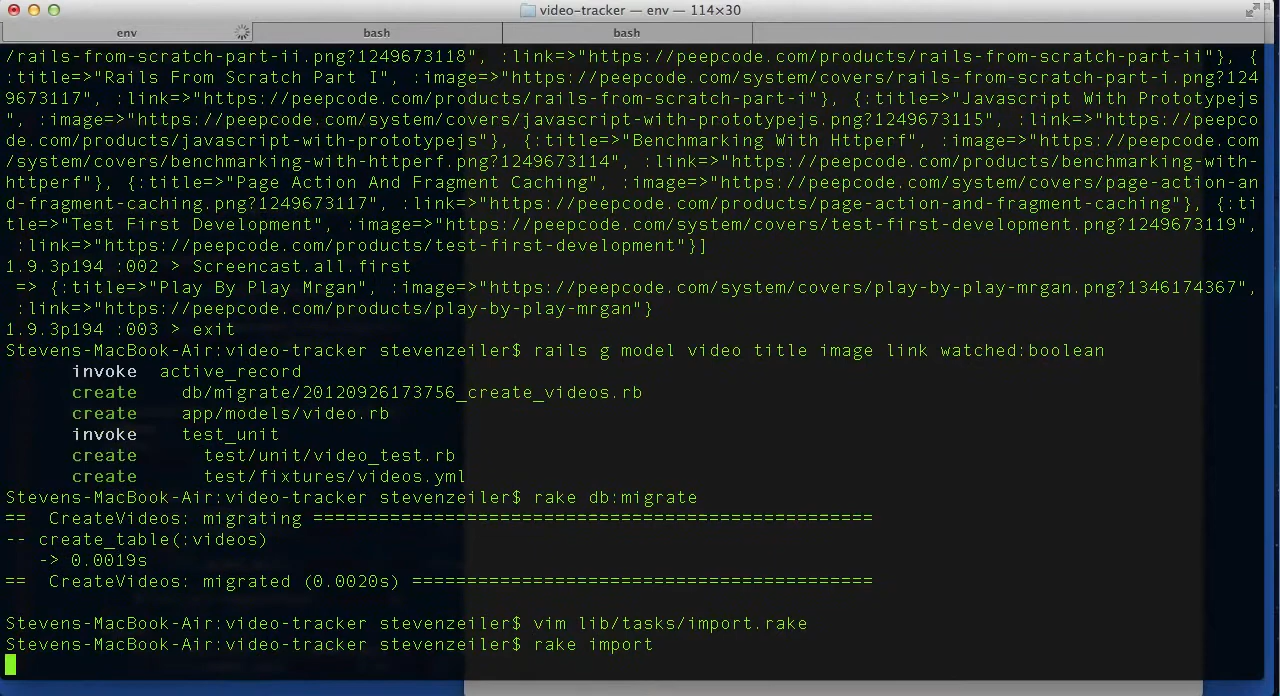 video-tracker — env — 114×30
env bash bash
/rails-from-scratch-part-ii.png?1249673118", :link=>"https://peepcode.com/products/rails-from-scratch-part-ii"}, {
:title=>"Rails From Scratch Part I", :image=>"https://peepcode.com/system/covers/rails-from-scratch-part-i.png?124
9673117", :link=>"https://peepcode.com/products/rails-from-scratch-part-i"}, {:title=>"Javascript With Prototypejs
", :image=>"https://peepcode.com/system/covers/javascript-with-prototypejs.png?1249673115", :link=>"https://peepco
de.com/products/javascript-with-prototypejs"}, {:title=>"Benchmarking With Httperf", :image=>"https://peepcode.com
/system/covers/benchmarking-with-httperf.png?1249673114", :link=>"https://peepcode.com/products/benchmarking-with-
httperf"}, {:title=>"Page Action And Fragment Caching", :image=>"https://peepcode.com/system/covers/page-action-an
d-fragment-caching.png?1249673117", :link=>"https://peepcode.com/products/page-action-and-fragment-caching"}, {:ti
tle=>"Test First Development", :image=>"https://peepcode.com/system/covers/test-first-development.png?1249673119",
 :link=>"https://peepcode.com/products/test-first-development"}]
1.9.3p194 :002 > Screencast.all.first
 => {:title=>"Play By Play Mrgan", :image=>"https://peepcode.com/system/covers/play-by-play-mrgan.png?1346174367",
 :link=>"https://peepcode.com/products/play-by-play-mrgan"}
1.9.3p194 :003 > exit
Stevens-MacBook-Air:video-tracker stevenzeiler$ rails g model video title image link watched:boolean
      invoke  active_record
      create    db/migrate/20120926173756_create_videos.rb
      create    app/models/video.rb
      invoke    test_unit
      create      test/unit/video_test.rb
      create      test/fixtures/videos.yml
Stevens-MacBook-Air:video-tracker stevenzeiler$ rake db:migrate
==  CreateVideos: migrating ===================================================
-- create_table(:videos)
   -> 0.0019s
==  CreateVideos: migrated (0.0020s) ==========================================
Stevens-MacBook-Air:video-tracker stevenzeiler$ vim lib/tasks/import.rake
Stevens-MacBook-Air:video-tracker stevenzeiler$ rake import